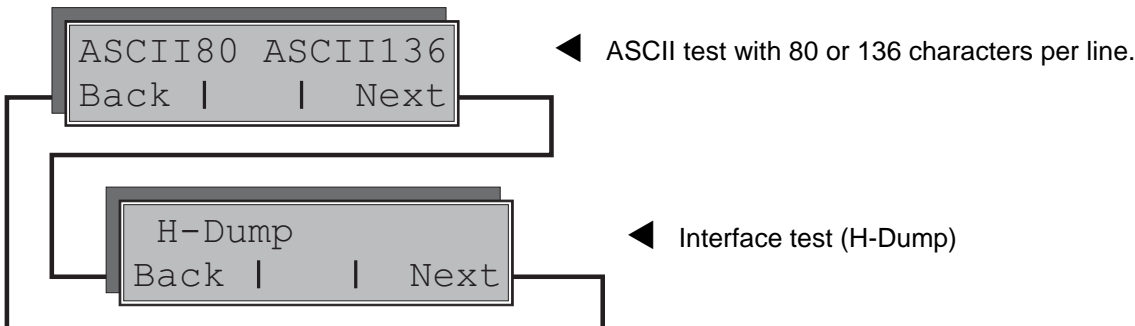 ASCII80 ASCII136
Back | | Next
ASCII test with 80 or 136 characters per line.
H-Dump
Back | | Next
Interface test (H-Dump)